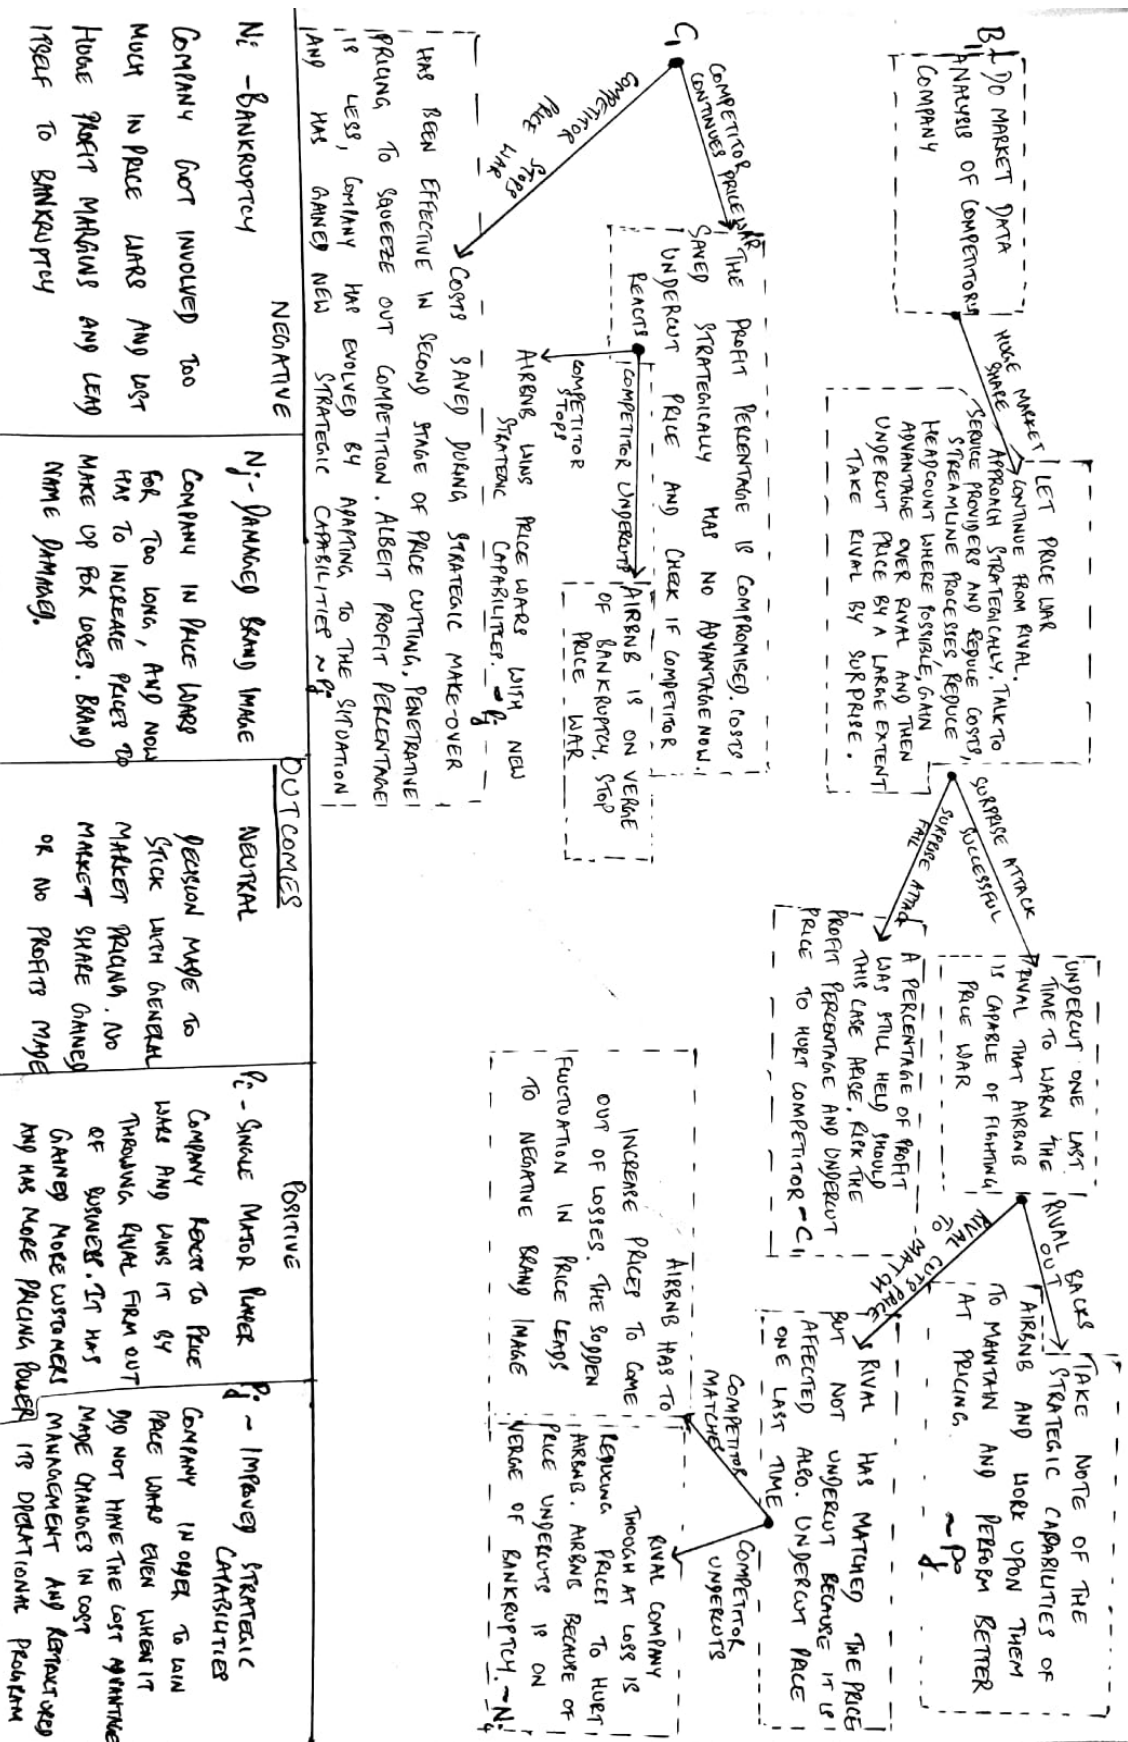 B1
DO MARKET DATA
ANALYSIS OF COMPETITORS
COMPANY
HUGE MARKET
SHARE
LET PRICE WAR
CONTINUE FROM RIVAL.
APPROACH STRATEGICALLY. TALK TO
SERVICE PROVIDERS AND REDUCE COSTS,
STREAMLINE PROCESSES, REDUCE
HEADCOUNT WHERE POSSIBLE, GAIN
ADVANTAGE OVER RIVAL AND THEN
UNDERCUT PRICE BY A LARGE EXTENT
TAKE RIVAL BY SURPRISE.
SURPRISE ATTACK
SUCCESSFUL
SURPRISE ATTACK
FAIL
UNDERCUT ONE LAST
TIME TO WARN THE
RIVAL THAT AIRBNB
IS CAPABLE OF FIGHTING
PRICE WAR
A PERCENTAGE OF PROFIT
WAS STILL HELD SHOULD
THIS CASE ARISE. RISK THE
PROFIT PERCENTAGE AND UNDERCUT
PRICE TO HURT COMPETITOR ~ C1
RIVAL BACKS
OUT
RIVAL CUTS PRICE
TO MATCH
TAKE NOTE OF THE
STRATEGIC CAPABILITIES OF
AIRBNB AND WORK UPON THEM
TO MAINTAIN AND PERFORM BETTER
AT PRICING.
~ Pj
RIVAL HAS MATCHED THE PRICE
BUT NOT UNDERCUT BECAUSE IT IS
AFFECTED ALSO. UNDERCUT PRICE
ONE LAST TIME
COMPETITOR
MATCHES
COMPETITOR
UNDERCUTS
AIRBNB HAS TO
INCREASE PRICES TO COME
OUT OF LOSSES. THE SUDDEN
FLUCTUATION IN PRICE LEADS
TO NEGATIVE BRAND IMAGE
RIVAL COMPANY
THOUGH AT LOSS IS
REDUCING PRICES TO HURT
AIRBNB. AIRBNB BECAUSE OF
PRICE UNDERCUTS IS ON
VERGE OF BANKRUPTCY. ~ Ni
C1
COMPETITOR
CONTINUES PRICE WAR
COMPETITOR STOPS
PRICE WAR
THE PROFIT PERCENTAGE IS COMPROMISED. COSTS
SAVED STRATEGICALLY HAS NO ADVANTAGE NOW.
UNDERCUT PRICE AND CHECK IF COMPETITOR
REACTS
COMPETITOR UNDERCUTS
COMPETITOR
STOPS
AIRBNB IS ON VERGE
OF BANKRUPTCY. STOP
PRICE WAR
AIRBNB WINS PRICE WARS WITH NEW
STRATEGIC CAPABILITIES. ~ Pj
COSTS SAVED DURING STRATEGIC MAKE-OVER
HAS BEEN EFFECTIVE IN SECOND STAGE OF PRICE CUTTING, PENETRATIVE
PRICING TO SQUEEZE OUT COMPETITION. ALBEIT PROFIT PERCENTAGE
IS LESS, COMPANY HAS EVOLVED BY ADAPTING TO THE SITUATION
AND HAS GAINED NEW STRATEGIC CAPABILITIES ~ Pj
OUTCOMES
NEGATIVE
Ni - BANKRUPTCY
COMPANY GOT INVOLVED TOO
MUCH IN PRICE WARS AND LOST
HUGE PROFIT MARGINS AND LEAD
ITSELF TO BANKRUPTCY
Nj - DAMAGED BRAND IMAGE
COMPANY IN PRICE WARS
FOR TOO LONG, AND NOW
HAS TO INCREASE PRICES TO
MAKE UP FOR LOSSES. BRAND
NAME DAMAGED.
NEUTRAL
DECISION MADE TO
STICK WITH GENERAL
MARKET PRICING. NO
MARKET SHARE GAINED
OR NO PROFITS MADE
POSITIVE
Pi - SINGLE MAJOR PLAYER
COMPANY REACTS TO PRICE
WARS AND WINS IT BY
THROWING RIVAL FIRM OUT
OF BUSINESS. IT HAS
GAINED MORE CUSTOMERS
AND HAS MORE PRICING POWER
Pj ~ IMPROVED STRATEGIC
CAPABILITIES
COMPANY IN ORDER TO WIN
PRICE WARS EVEN WHEN IT
DID NOT HAVE THE COST ADVANTAGE
MADE CHANGES IN COST
MANAGEMENT AND RESTRUCTURED
ITS OPERATIONAL PROGRAM